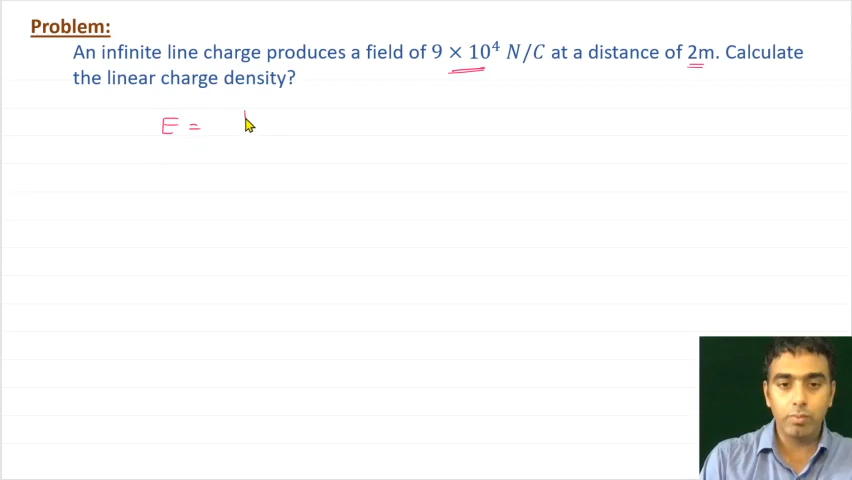 Problem:
An infinite line charge produces a field of 9 × 10⁴ N/C at a distance of 2m. Calculate
the linear charge density?
E =